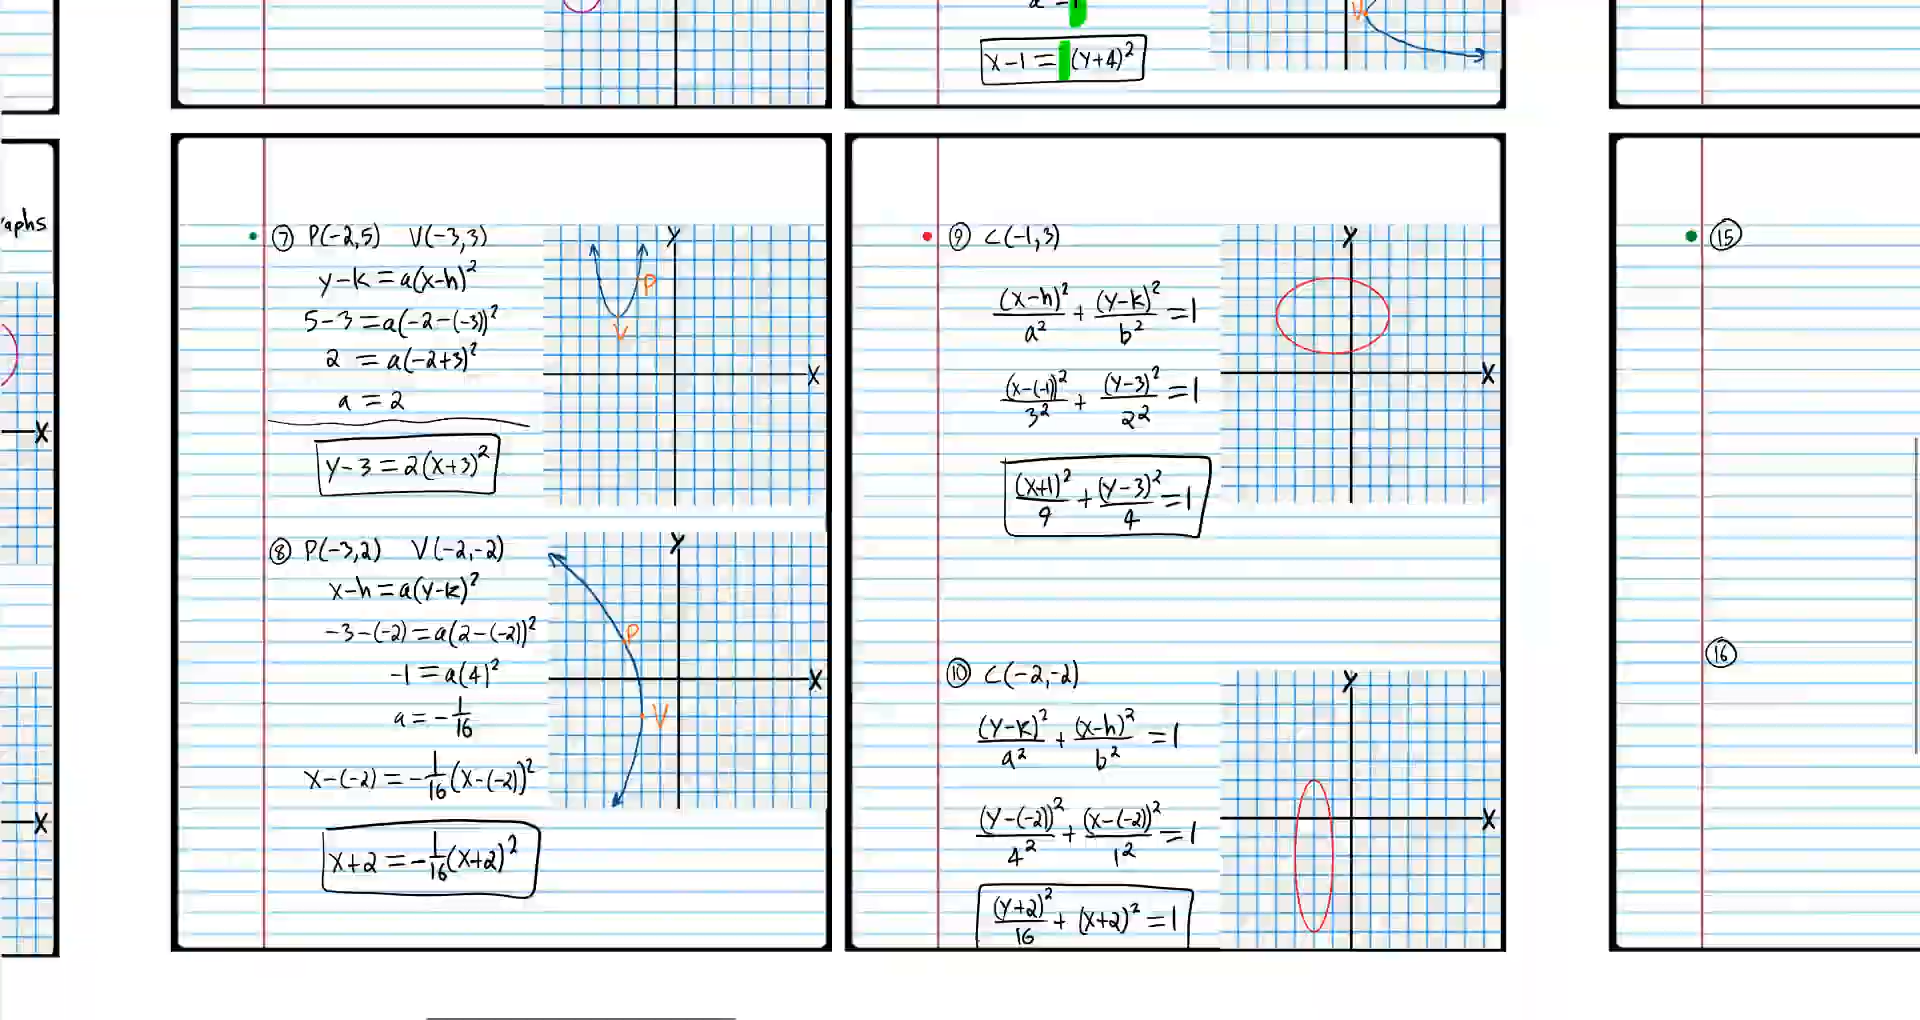 a = 1
x-1 = (y+4)²
V
aphs
X
X
⑦ P(-2,5) V(-3,3)
y-k = a(x-h)²
5-3 = a(-2-(-3))²
2 = a(-2+3)²
a = 2
y-3 = 2(x+3)²
Y
P
V
X
⑧ P(-3,2) V(-2,-2)
x-h = a(y-k)²
-3-(-2) = a(2-(-2))²
-1 = a(4)²
a = -1/16
x-(-2) = -1/16(x-(-2))²
x+2 = -1/16(x+2)²
Y
P
X
V
⑨ C(-1,3)
(x-h)²/a² + (y-k)²/b² = 1
(x-(-1))²/3² + (y-3)²/2² = 1
(x+1)²/9 + (y-3)²/4 = 1
Y
X
⑩ C(-2,-2)
(y-k)²/a² + (x-h)²/b² = 1
(y-(-2))²/4² + (x-(-2))²/1² = 1
(y+2)²/16 + (x+2)² = 1
Y
X
⑮
⑯